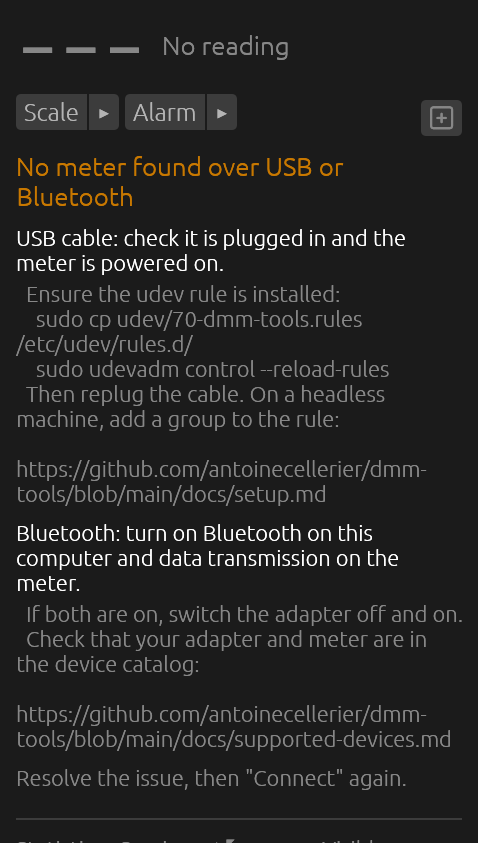 – – – No reading
Scale ▸ Alarm ▸
No meter found over USB or
Bluetooth
USB cable: check it is plugged in and the
meter is powered on.
Ensure the udev rule is installed:
sudo cp udev/70-dmm-tools.rules
/etc/udev/rules.d/
sudo udevadm control --reload-rules
Then replug the cable. On a headless
machine, add a group to the rule:
https://github.com/antoinecellerier/dmm-
tools/blob/main/docs/setup.md
Bluetooth: turn on Bluetooth on this
computer and data transmission on the
meter.
If both are on, switch the adapter off and on.
Check that your adapter and meter are in
the device catalog:
https://github.com/antoinecellerier/dmm-
tools/blob/main/docs/supported-devices.md
Resolve the issue, then "Connect" again.